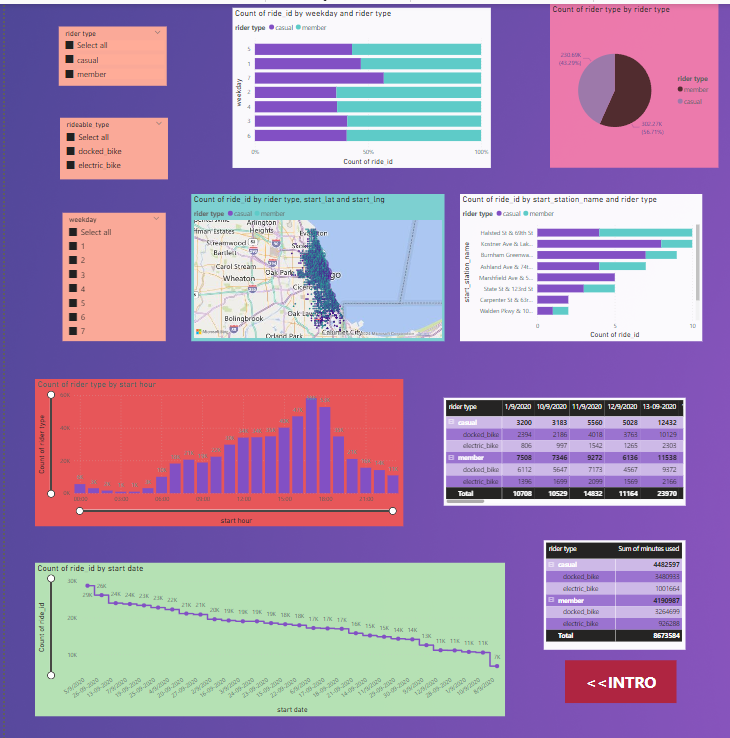 rider type
Select all
casual
member
Count of ride_id by weekday and rider type
rider type casual member
weekday
5
1
7
2
4
3
6
0% 50% 100%
Count of ride_id
Count of rider type by rider type
230.69K
(43.29%)
302.27K
(56.71%)
rider type
member
casual
rideable_type
Select all
docked_bike
electric_bike
weekday
Select all
1
2
3
4
5
6
7
Count of ride_id by rider type, start_lat and start_lng
rider type casual member
Arlington
Heights
Evanston
fman Estates
Streamwood
Bartlett
Carol Stream
Oak Park
Wheaton
Cicero
Oak Law
Bolingbrook
Calumet City
Orland Park
Count of ride_id by start_station_name and rider type
rider type casual member
start_station_name
Halsted St & 69th St
Kostner Ave & Lak...
Burnham Greenwa...
Ashland Ave & 74t...
Marshfield Ave & 5...
State St & 123rd St
Carpenter St & 63r...
Walden Pkwy & 10...
0 5 10
Count of ride_id
Count of rider type by start hour
Count of rider type
start hour
rider type 1/9/2020 10/9/2020 11/9/2020 12/9/2020 13-09-2020
casual 3200 3183 5560 5028 12432
docked_bike 2394 2186 4018 3763 10129
electric_bike 806 997 1542 1265 2303
member 7508 7346 9272 6136 11538
docked_bike 6112 5647 7173 4567 9372
electric_bike 1396 1699 2099 1569 2166
Total 10708 10529 14832 11164 23970
Count of ride_id by start date
Count of ride_id
30K
20K
10K
29K 26K 24K 24K 23K 23K 22K 21K 21K 20K 19K 19K 19K 18K 18K 17K 17K 17K 16K 15K 15K 14K 14K 13K 11K 11K 11K 11K 7K
start date
rider type Sum of minutes used
casual 4482597
docked_bike 3480933
electric_bike 1001664
member 4190987
docked_bike 3264699
electric_bike 926288
Total 8673584
<<INTRO